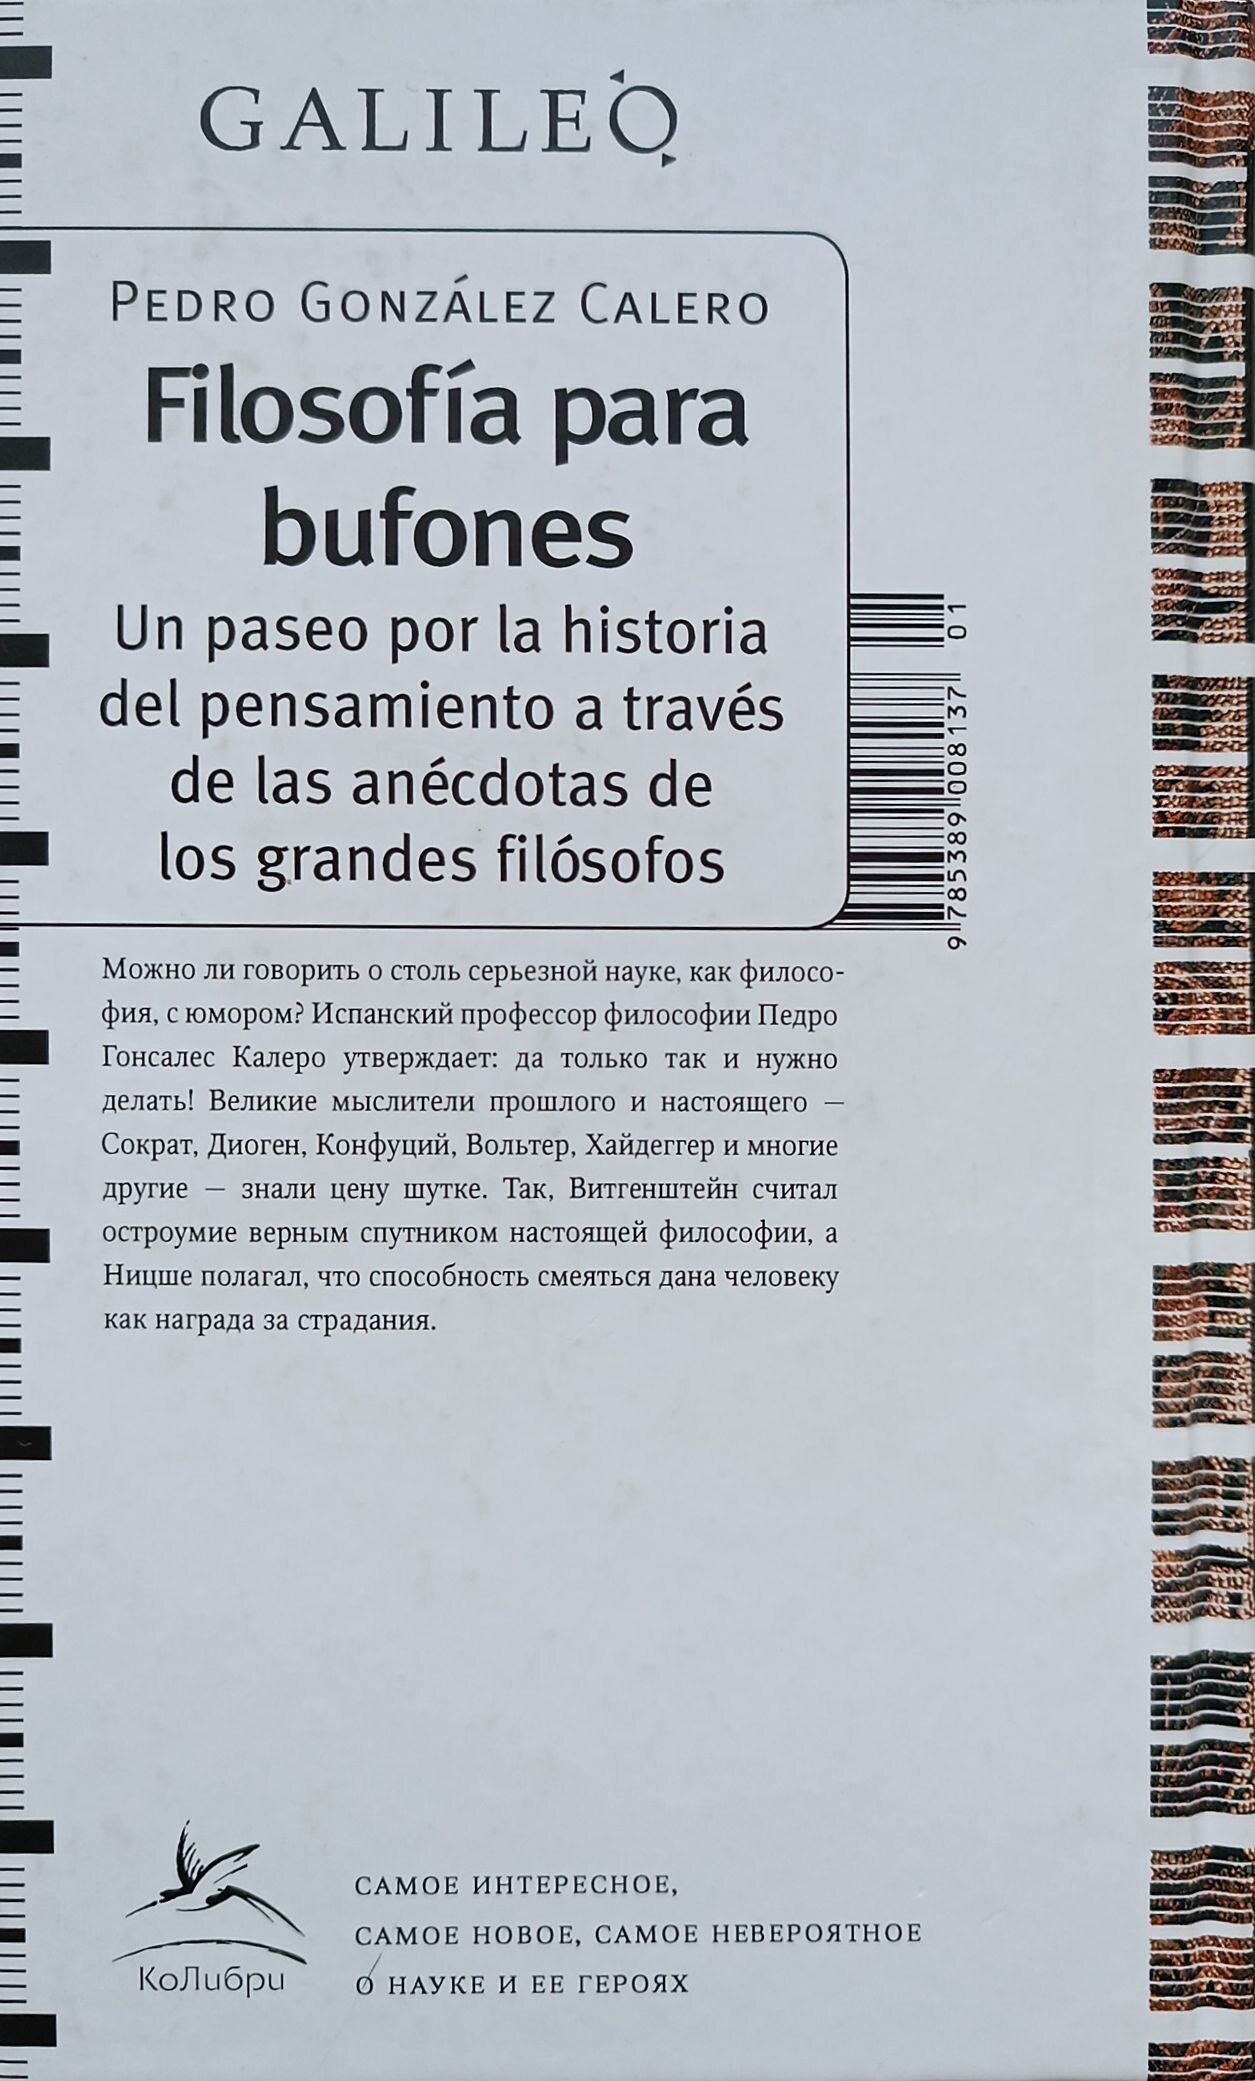 GALILEO
PEDRO GONZÁLEZ CALERO
Filosofía para
bufones
Un paseo por la historia
del pensamiento a través
de las anécdotas de
los grandes filósofos
01
9 785389 008137
Можно ли говорить о столь серьезной науке, как филосо-
фия, с юмором? Испанский профессор философии Педро
Гонсалес Калеро утверждает: да только так и нужно
делать! Великие мыслители прошлого и настоящего —
Сократ, Диоген, Конфуций, Вольтер, Хайдеггер и многие
другие — знали цену шутке. Так, Витгенштейн считал
остроумие верным спутником настоящей философии, а
Ницше полагал, что способность смеяться дана человеку
как награда за страдания.
КоЛибри
САМОЕ ИНТЕРЕСНОЕ,
САМОЕ НОВОЕ, САМОЕ НЕВЕРОЯТНОЕ
О НАУКЕ И ЕЕ ГЕРОЯХ